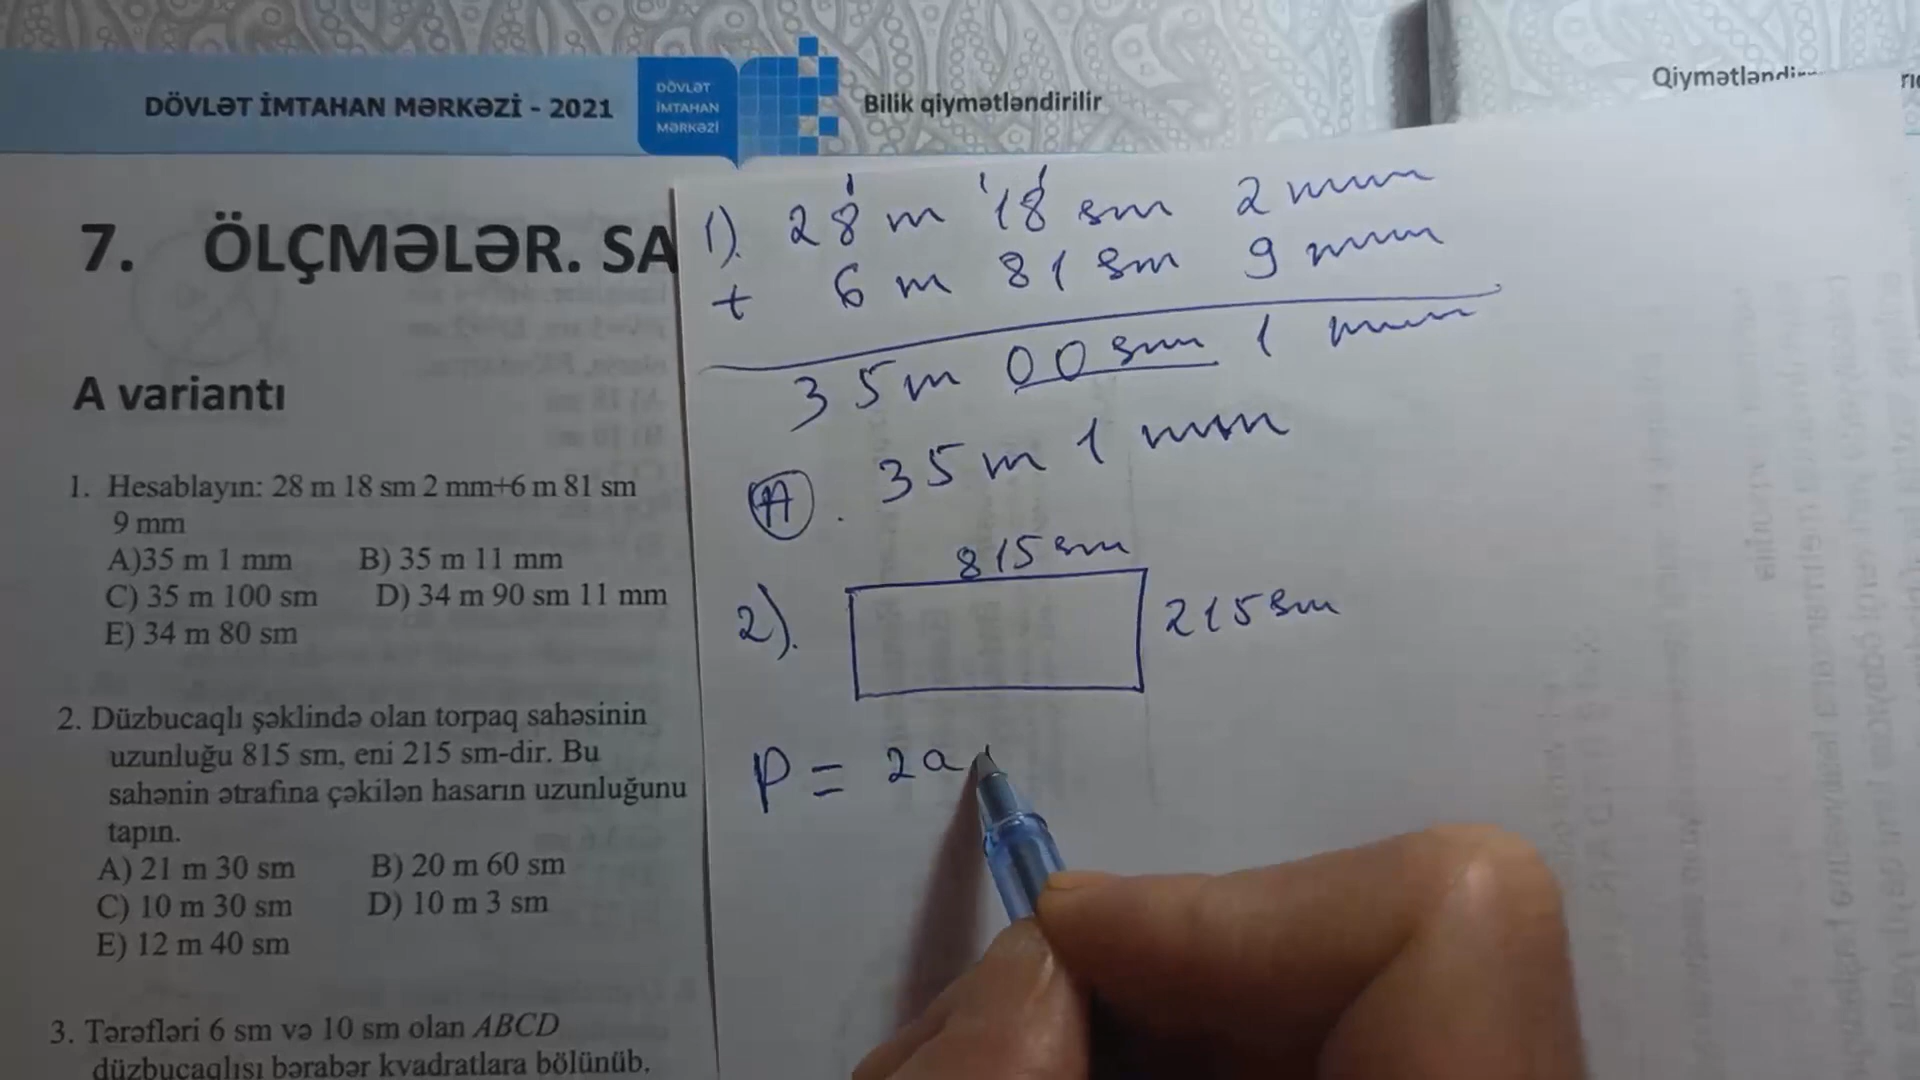 DÖVLƏT İMTAHAN MƏRKƏZİ - 2021
DÖVLƏT
İMTAHAN
MƏRKƏZİ
Bilik qiymətləndirilir
7. ÖLÇMƏLƏR. SA
A variantı
1. Hesablayın: 28 m 18 sm 2 mm+6 m 81 sm
9 mm
A)35 m 1 mm B) 35 m 11 mm
C) 35 m 100 sm D) 34 m 90 sm 11 mm
E) 34 m 80 sm
2. Düzbucaqlı şəklində olan torpaq sahəsinin
uzunluğu 815 sm, eni 215 sm-dir. Bu
sahənin ətrafına çəkilən hasarın uzunluğunu
tapın.
A) 21 m 30 sm B) 20 m 60 sm
C) 10 m 30 sm D) 10 m 3 sm
E) 12 m 40 sm
3. Tərəfləri 6 sm və 10 sm olan ABCD
düzbucaqlısı bərabər kvadratlara bölünüb.
1). 28 m 18 sm 2 mm
+ 6 m 81 sm 9 mm
35 m 00 sm 1 mm
A. 35 m 1 mm
815 sm
2). 215 sm
P = 2a